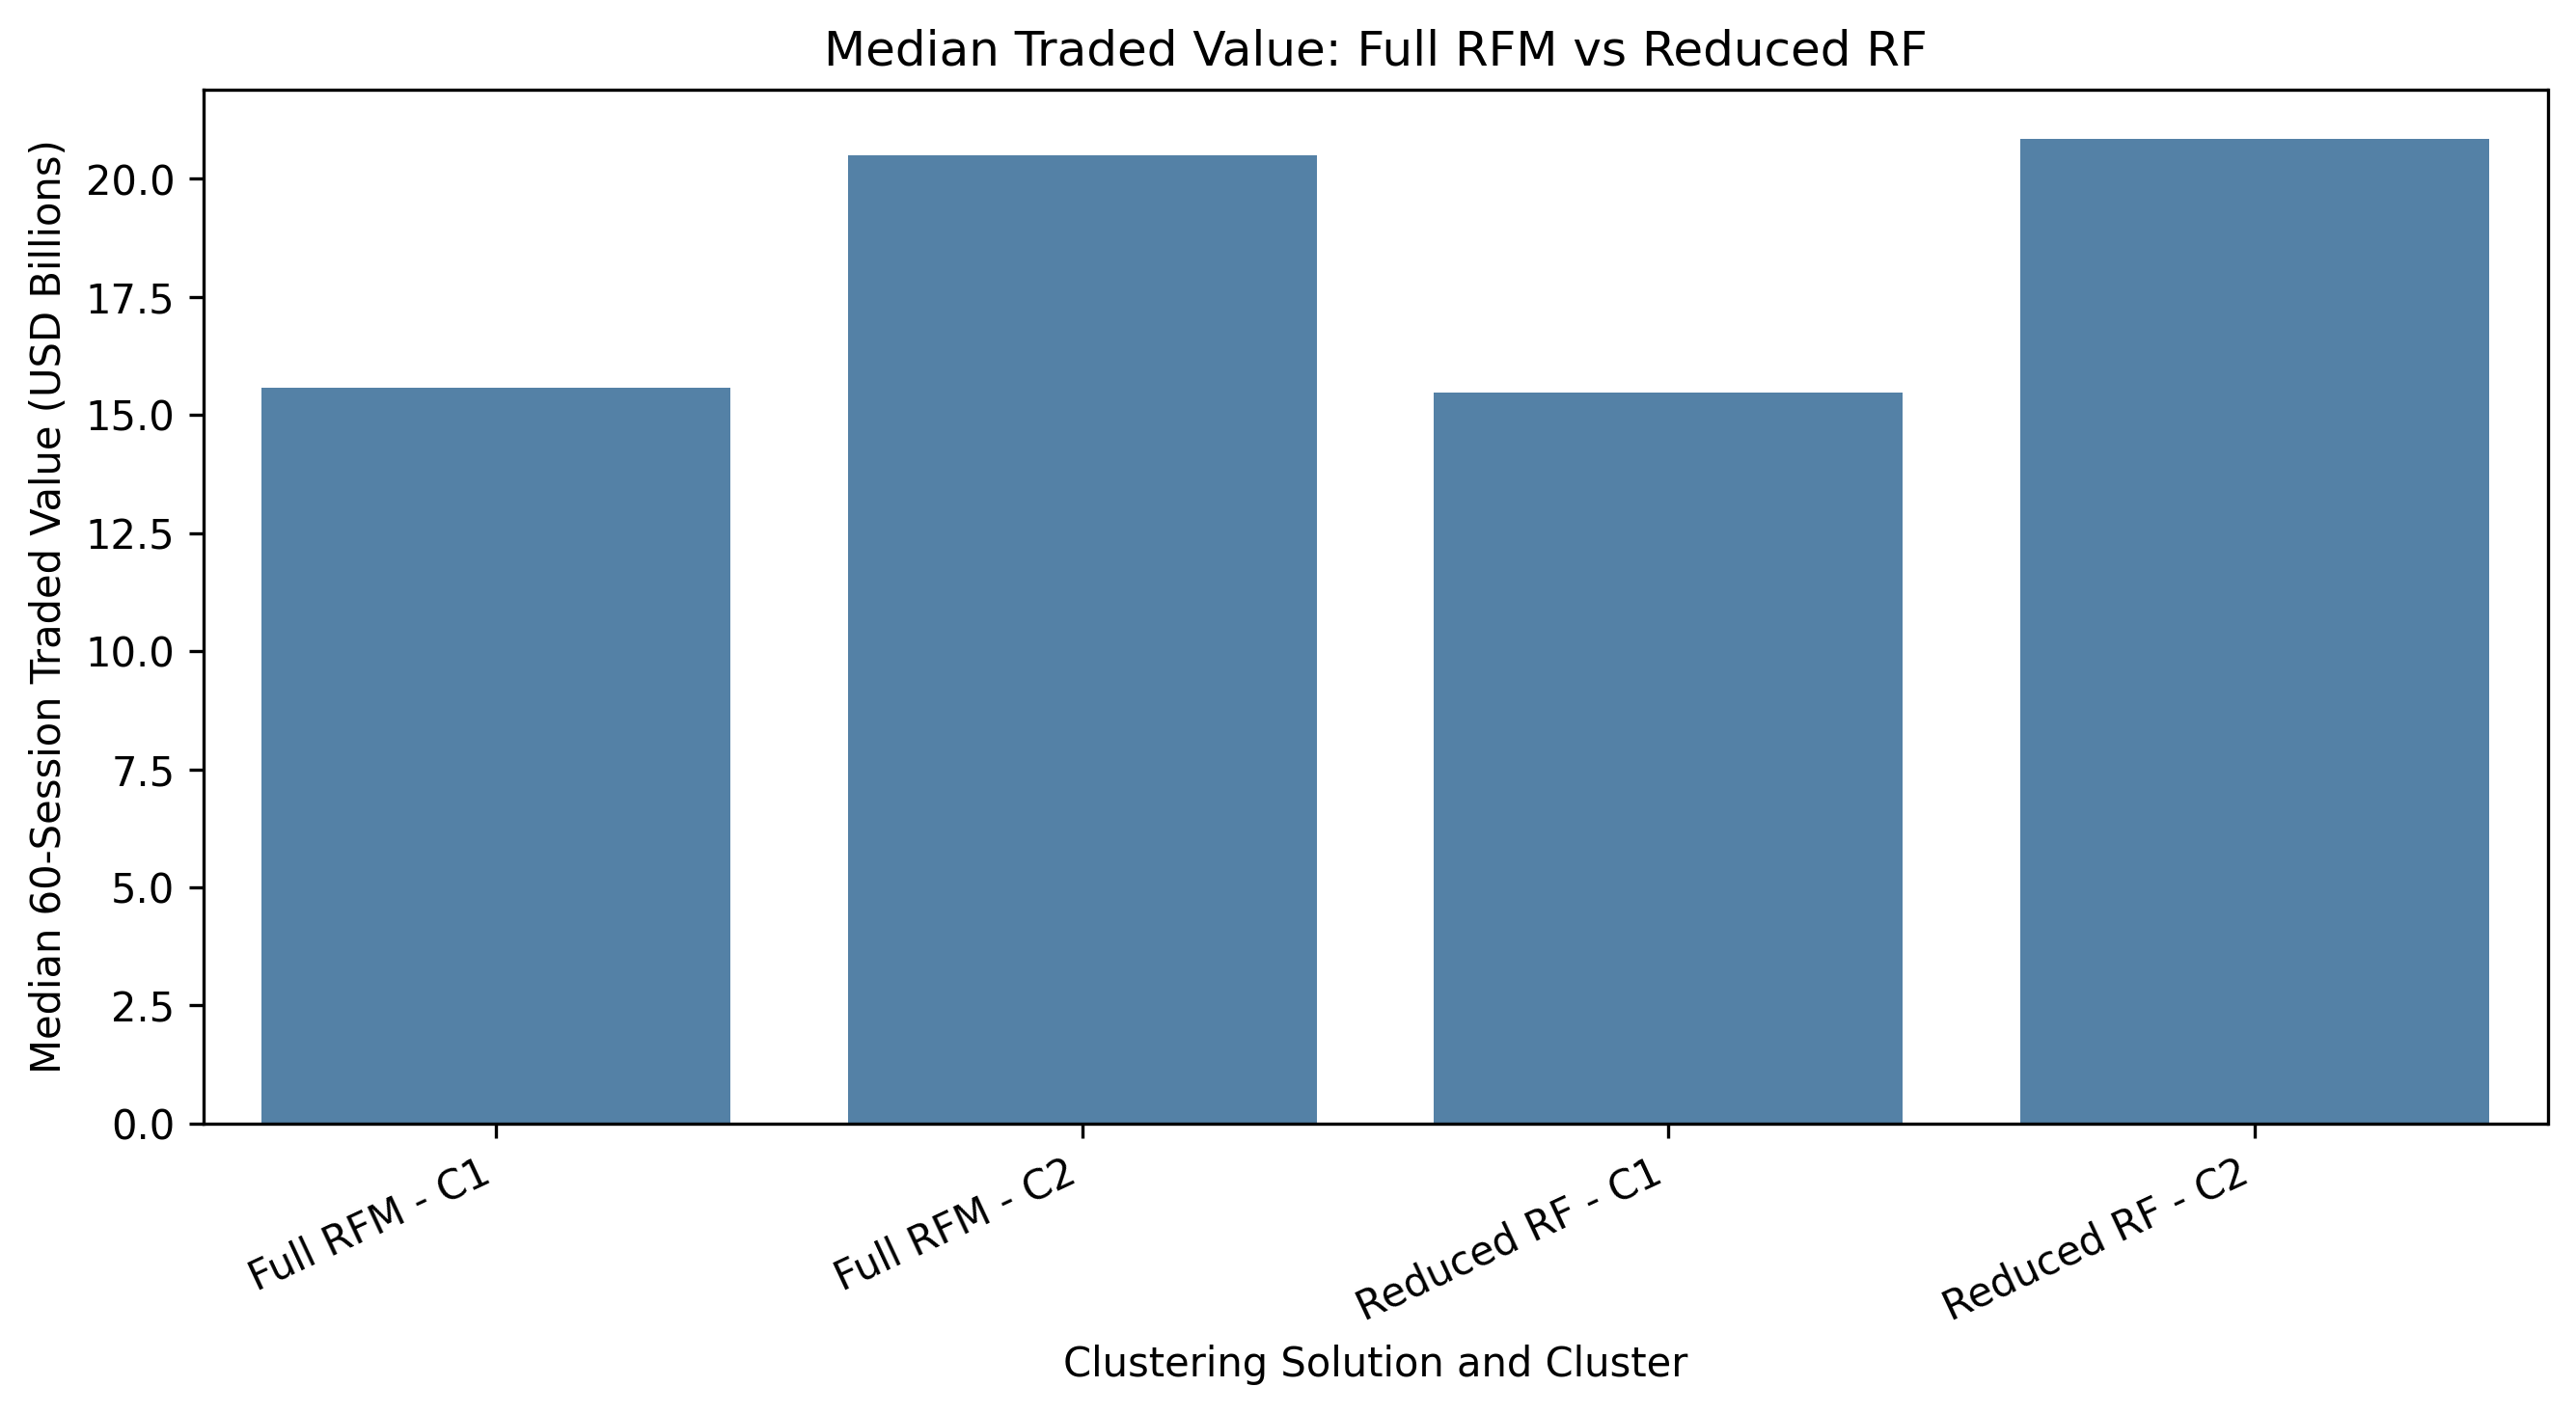 Median Traded Value: Full RFM vs Reduced RF
Median 60-Session Traded Value (USD Billions)
20.0
17.5
15.0
12.5
10.0
7.5
5.0
2.5
0.0
Full RFM - C1
Full RFM - C2
Reduced RF - C1
Reduced RF - C2
Clustering Solution and Cluster